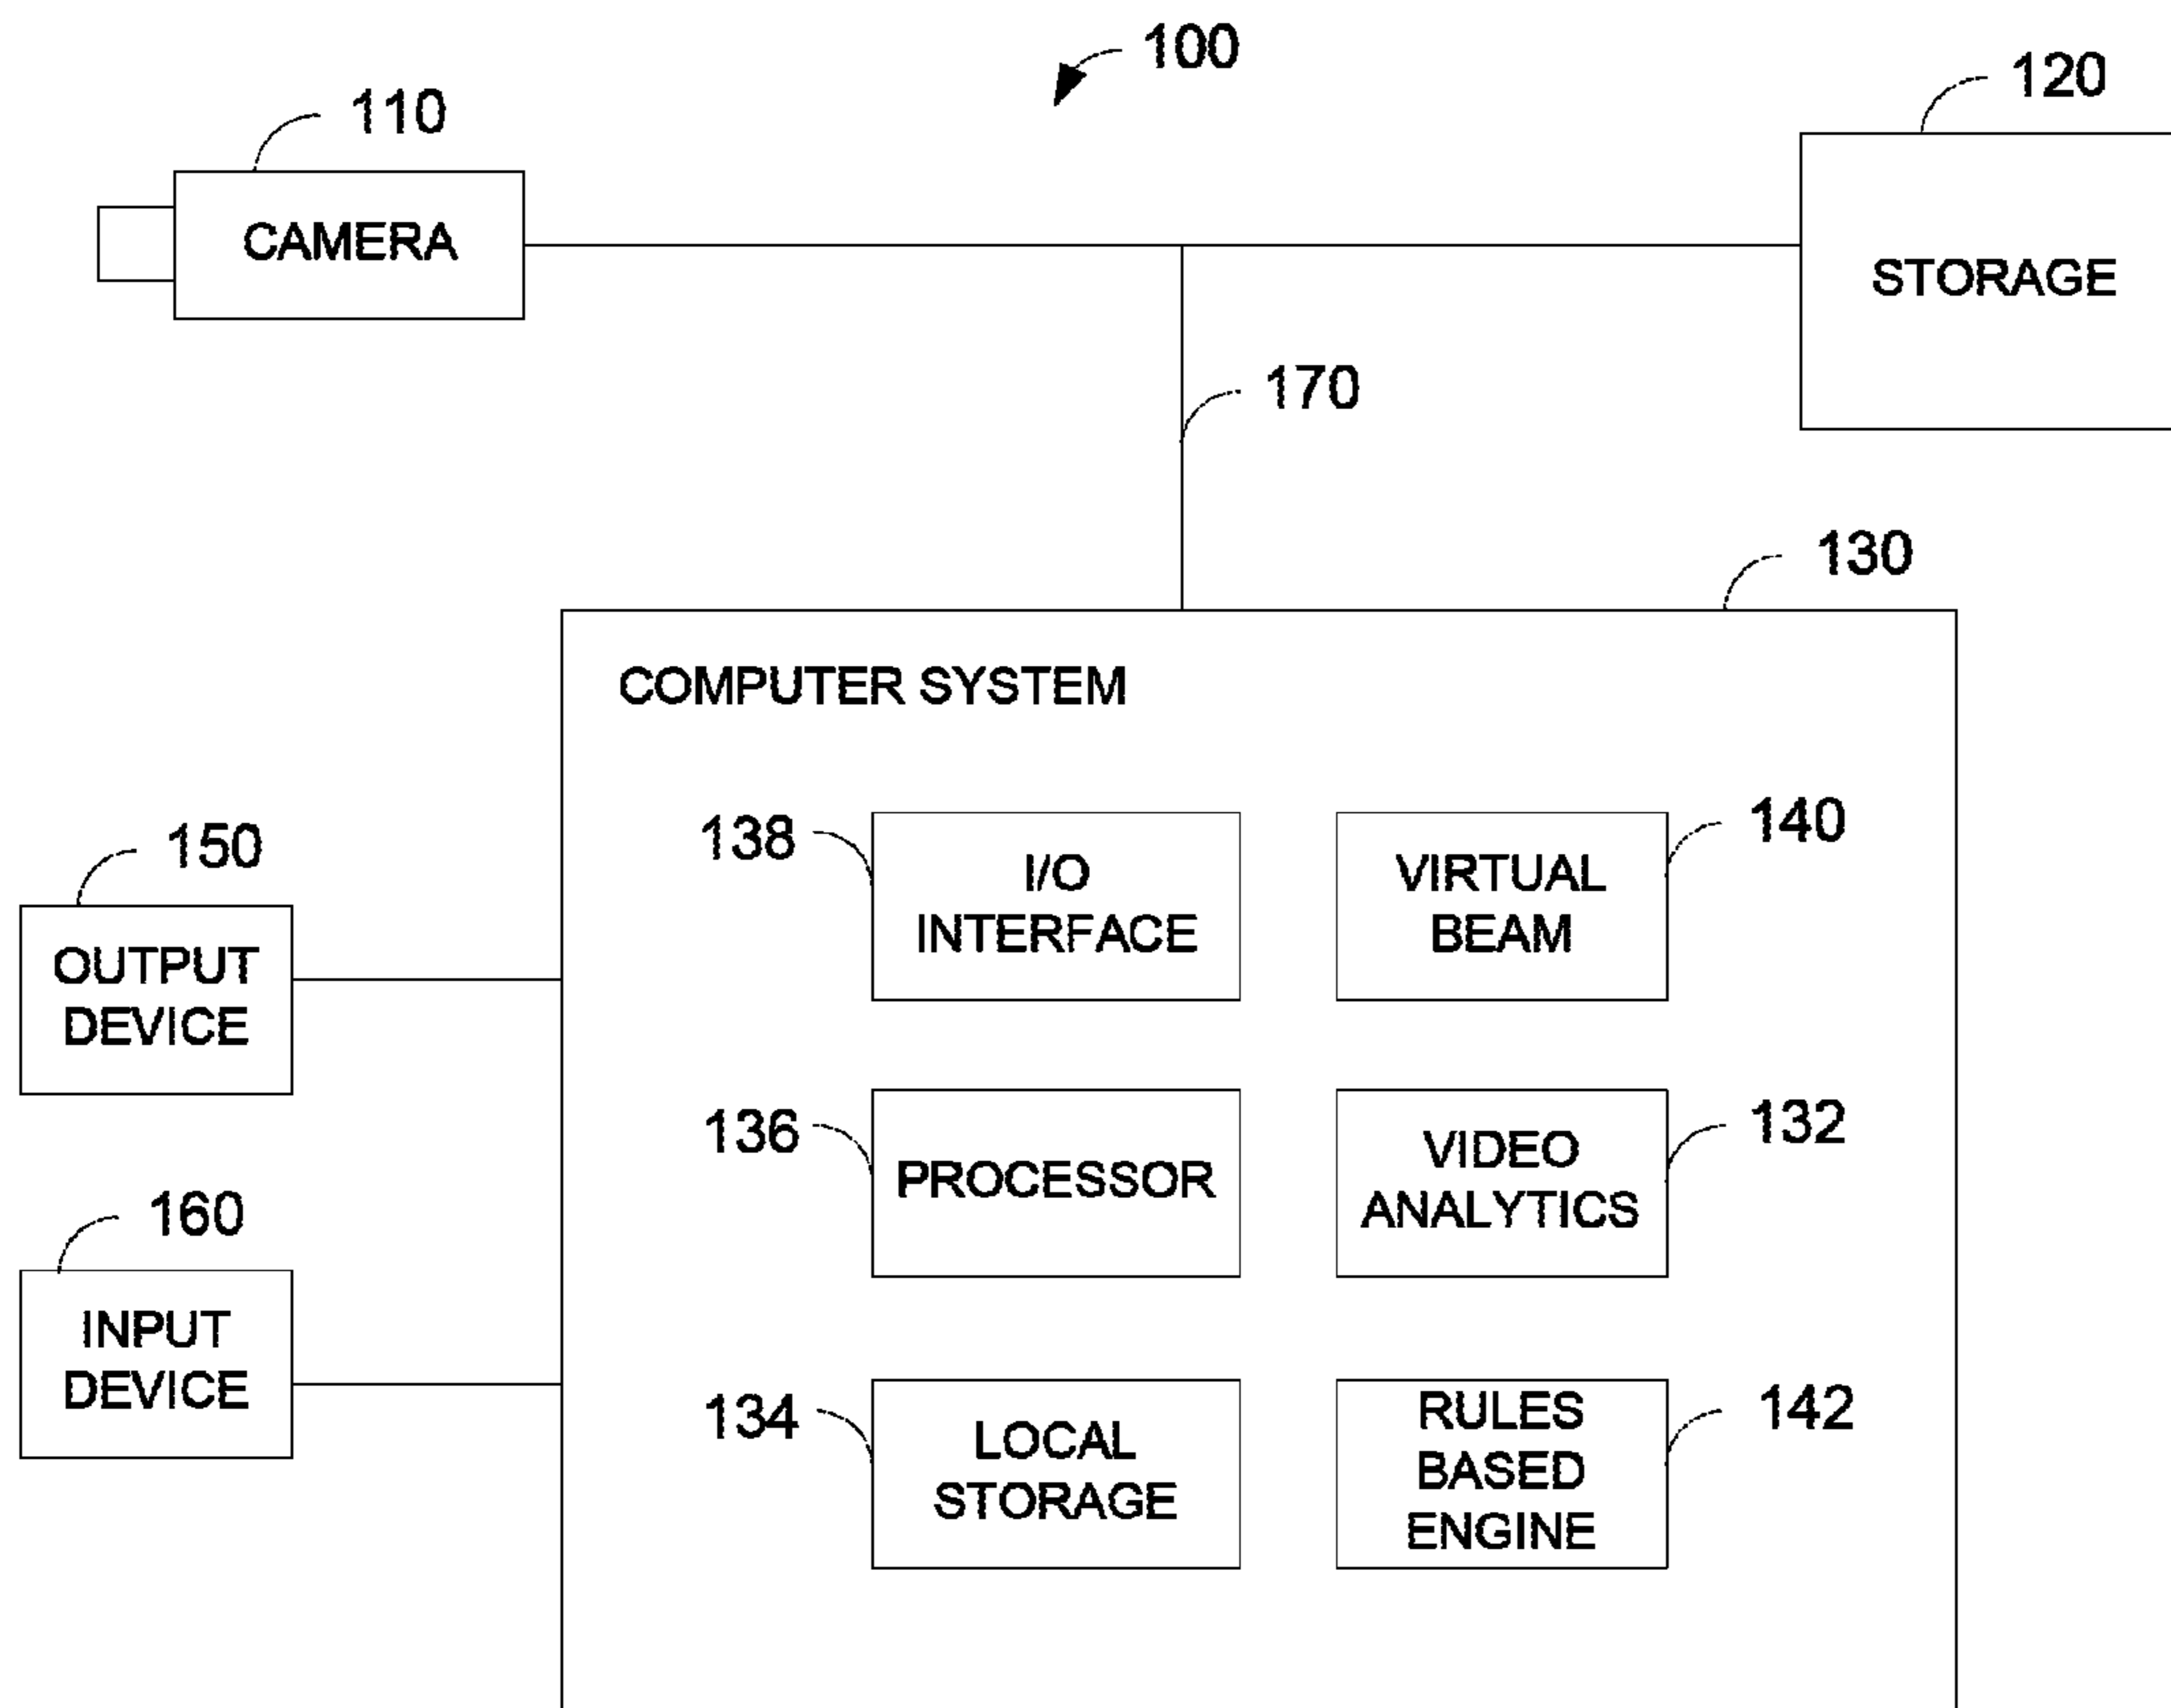 100
110
120
CAMERA
STORAGE
170
130
COMPUTER SYSTEM
138
I/O
INTERFACE
VIRTUAL
BEAM
140
150
OUTPUT
DEVICE
136
PROCESSOR
VIDEO
ANALYTICS
132
160
INPUT
DEVICE
134
LOCAL
STORAGE
RULES
BASED
ENGINE
142